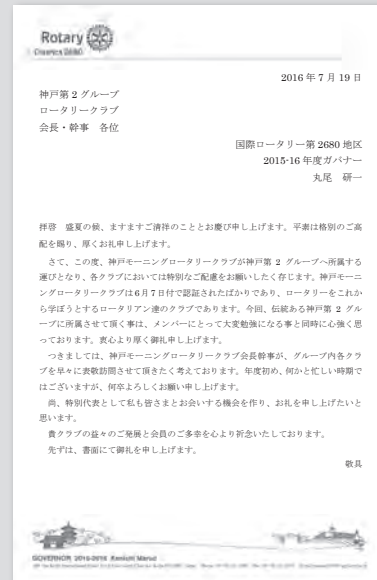 Rotary
District 2680
2016 年 7 月 19 日
神戸第 2 グループ
ロータリークラブ
会長・幹事　各位
国際ロータリー第 2680 地区
2015-16 年度ガバナー
丸尾　研一
拝啓　盛夏の候、ますますご清祥のこととお慶び申し上げます。平素は格別のご高
配を賜り、厚くお礼申し上げます。
さて、この度、神戸モーニングロータリークラブが神戸第 2 グループへ所属する
運びとなり、各クラブにおいては特別なご配慮をお願いしたく存じます。神戸モーニ
ングロータリークラブは6月7日付で認証されたばかりであり、ロータリーをこれか
ら学ぼうとするロータリアン達のクラブであります。今回、伝統ある神戸第 2 グル
ープに所属させて頂く事は、メンバーにとって大変勉強になる事と同時に心強く思
っております。衷心より厚く御礼申し上げます。
つきましては、神戸モーニングロータリークラブ会長幹事が、グループ内各クラ
ブを早々に表敬訪問させて頂きたく考えております。年度初め、何かと忙しい時期で
はございますが、何卒よろしくお願い申し上げます。
尚、特別代表として私も皆さまとお会いする機会を作り、お礼を申し上げたいと
思います。
貴クラブの益々のご発展と会員のご多幸を心より祈念いたしております。
先ずは、書面にて御礼を申し上げます。
敬具
GOVERNOR 2015-2016 Kenichi Maruo